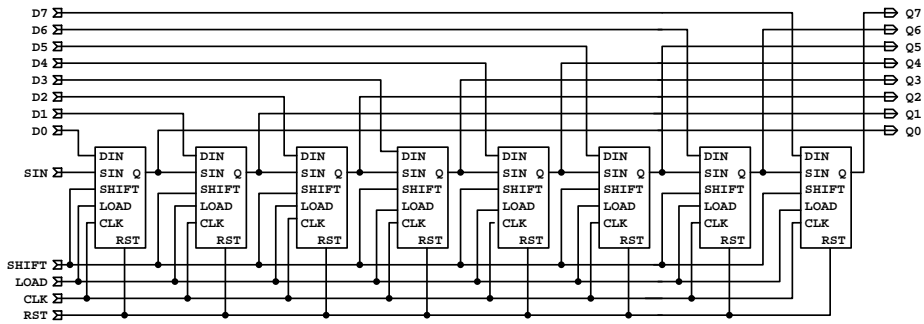 D7 Q7
D6 Q6
D5 Q5
D4 Q4
D3 Q3
D2 Q2
D1 Q1
D0 Q0
DIN DIN DIN DIN DIN DIN DIN DIN
SIN SIN Q SIN Q SIN Q SIN Q SIN Q SIN Q SIN Q SIN Q
SHIFT SHIFT SHIFT SHIFT SHIFT SHIFT SHIFT SHIFT
LOAD LOAD LOAD LOAD LOAD LOAD LOAD LOAD
CLK CLK CLK CLK CLK CLK CLK CLK
RST RST RST RST RST RST RST RST
SHIFT
LOAD
CLK
RST